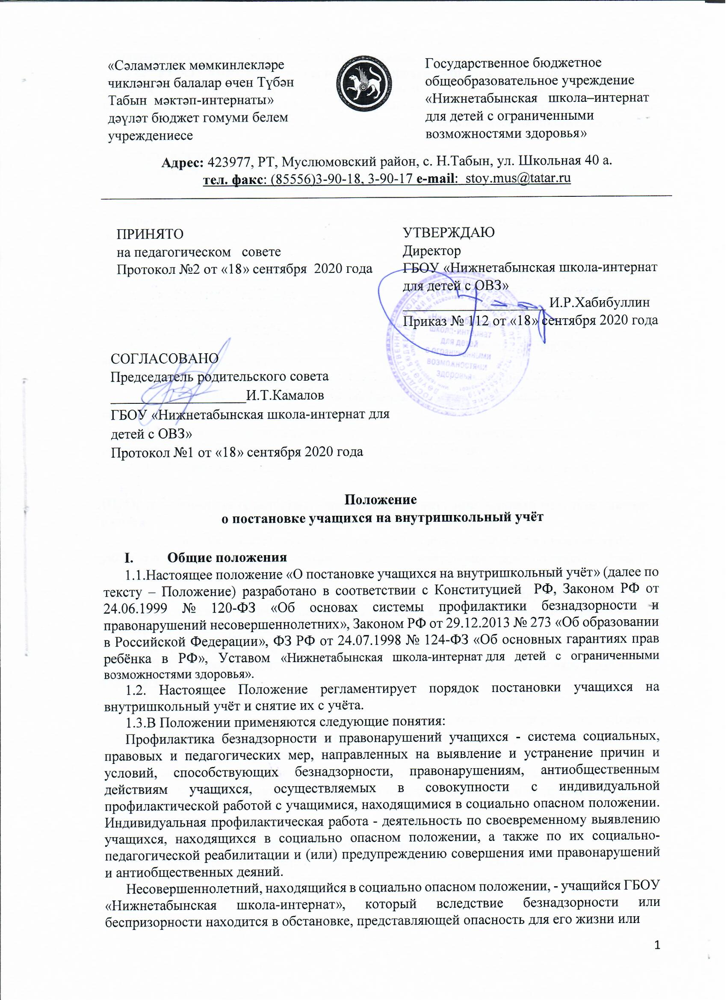 «Сәламәтлек мөмкинлекләре
чикләнгән балалар өчен Түбән
Табын мәктәп-интернаты»
дәүләт бюджет гомуми белем
учреждениесе
Государственное бюджетное
общеобразовательное учреждение
«Нижнетабынская школа–интернат
для детей с ограниченными
возможностями здоровья»
Адрес: 423977, РТ, Муслюмовский район, с. Н.Табын, ул. Школьная 40 а.
тел. факс: (85556)3-90-18, 3-90-17 e-mail: stoy.mus@tatar.ru
ПРИНЯТО
на педагогическом совете
Протокол №2 от «18» сентября 2020 года
УТВЕРЖДАЮ
Директор
ГБОУ «Нижнетабынская школа-интернат
для детей с ОВЗ»
____________________ И.Р.Хабибуллин
Приказ № 112 от «18» сентября 2020 года
школа-интернат
для детей
с ограниченными
возможностями
здоровья»
СОГЛАСОВАНО
Председатель родительского совета
___________________И.Т.Камалов
ГБОУ «Нижнетабынская школа-интернат для
детей с ОВЗ»
Протокол №1 от «18» сентября 2020 года
Положение
о постановке учащихся на внутришкольный учёт
I. Общие положения
1.1.Настоящее положение «О постановке учащихся на внутришкольный учёт» (далее по
тексту – Положение) разработано в соответствии с Конституцией РФ, Законом РФ от
24.06.1999 № 120-ФЗ «Об основах системы профилактики безнадзорности и
правонарушений несовершеннолетних», Законом РФ от 29.12.2013 № 273 «Об образовании
в Российской Федерации», ФЗ РФ от 24.07.1998 № 124-ФЗ «Об основных гарантиях прав
ребёнка в РФ», Уставом «Нижнетабынская школа-интернат для детей с ограниченными
возможностями здоровья».
1.2. Настоящее Положение регламентирует порядок постановки учащихся на
внутришкольный учёт и снятие их с учёта.
1.3.В Положении применяются следующие понятия:
Профилактика безнадзорности и правонарушений учащихся - система социальных,
правовых и педагогических мер, направленных на выявление и устранение причин и
условий, способствующих безнадзорности, правонарушениям, антиобщественным
действиям учащихся, осуществляемых в совокупности с индивидуальной
профилактической работой с учащимися, находящимися в социально опасном положении.
Индивидуальная профилактическая работа - деятельность по своевременному выявлению
учащихся, находящихся в социально опасном положении, а также по их социально-
педагогической реабилитации и (или) предупреждению совершения ими правонарушений
и антиобщественных деяний.
Несовершеннолетний, находящийся в социально опасном положении, - учащийся ГБОУ
«Нижнетабынская школа-интернат», который вследствие безнадзорности или
беспризорности находится в обстановке, представляющей опасность для его жизни или
1